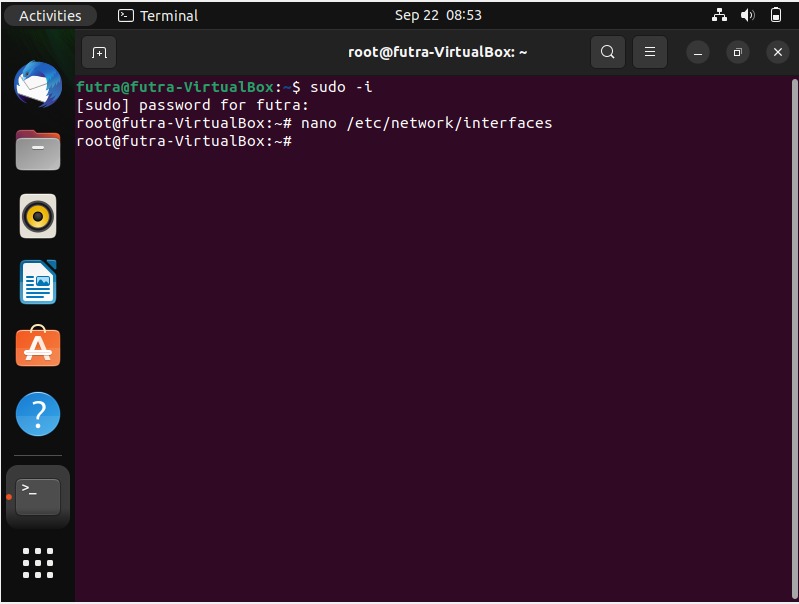 Activities
Terminal
Sep 22 08:53
root@futra-VirtualBox: ~
futra@futra-VirtualBox:~$ sudo -i
[sudo] password for futra:
root@futra-VirtualBox:~# nano /etc/network/interfaces
root@futra-VirtualBox:~#